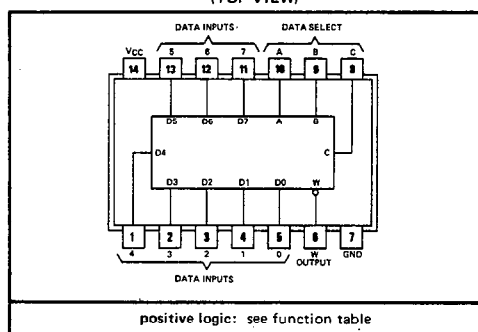 (TOP VIEW)
DATA INPUTS DATA SELECT
VCC 5 6 7 A B C
14 13 12 11 10 9 8
D5 D6 D7 A B
D4 C
D3 D2 D1 D0 W
1 2 3 4 5 6 7
4 3 2 1 0 W GND
OUTPUT
DATA INPUTS
positive logic: see function table